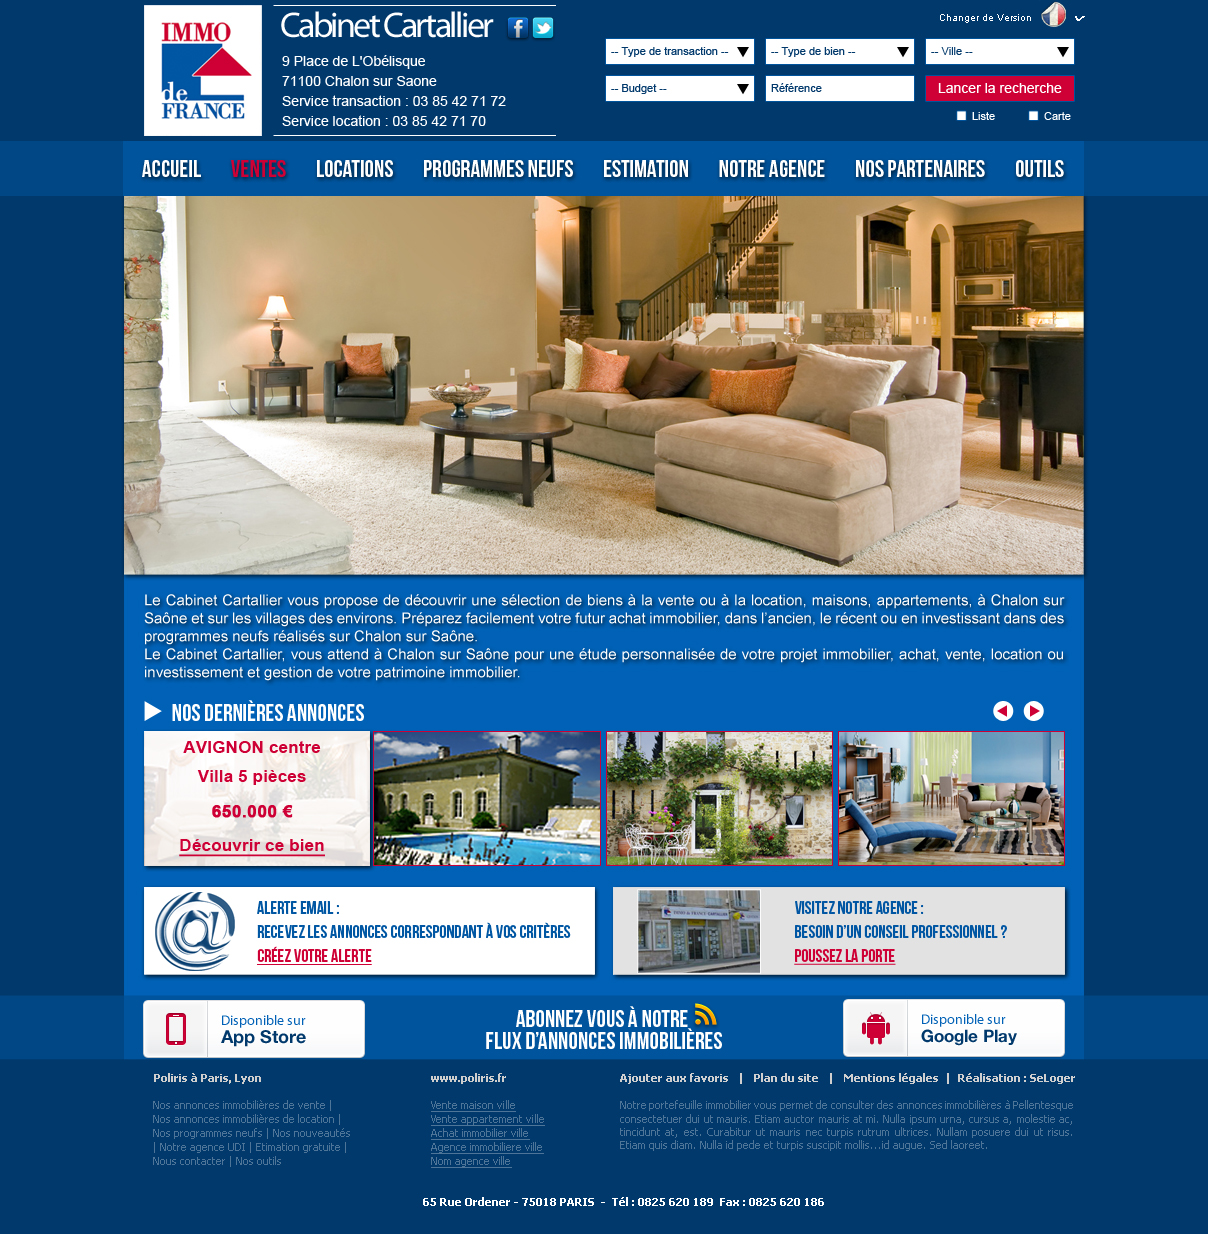 IMMO
de
FRANCE
Cabinet Cartallier
9 Place de L'Obélisque
71100 Chalon sur Saone
Service transaction : 03 85 42 71 72
Service location : 03 85 42 71 70
Changer de Version
-- Type de transaction --
-- Type de bien --
-- Ville --
-- Budget --
Référence
Lancer la recherche
Liste
Carte
ACCUEIL
VENTES
LOCATIONS
PROGRAMMES NEUFS
ESTIMATION
NOTRE AGENCE
NOS PARTENAIRES
OUTILS
Le Cabinet Cartallier vous propose de découvrir une sélection de biens à la vente ou à la location, maisons, appartements, à Chalon sur
Saône et sur les villages des environs. Préparez facilement votre futur achat immobilier, dans l'ancien, le récent ou en investissant dans des
programmes neufs réalisés sur Chalon sur Saône.
Le Cabinet Cartallier, vous attend à Chalon sur Saône pour une étude personnalisée de votre projet immobilier, achat, vente, location ou
investissement et gestion de votre patrimoine immobilier.
NOS DERNIÈRES ANNONCES
AVIGNON centre
Villa 5 pièces
650.000 €
Découvrir ce bien
ALERTE EMAIL :
RECEVEZ LES ANNONCES CORRESPONDANT À VOS CRITÈRES
CRÉEZ VOTRE ALERTE
VISITEZ NOTRE AGENCE :
BESOIN D'UN CONSEIL PROFESSIONNEL ?
POUSSEZ LA PORTE
Disponible sur
App Store
ABONNEZ VOUS À NOTRE
FLUX D'ANNONCES IMMOBILIÈRES
Disponible sur
Google Play
Poliris à Paris, Lyon
Nos annonces immobilières de vente |
Nos annonces immobilières de location |
Nos programmes neufs | Nos nouveautés
| Notre agence UDI | Etimation gratuite |
Nous contacter | Nos outils
www.poliris.fr
Vente maison ville
Vente appartement ville
Achat immobilier ville
Agence immobiliere ville
Nom agence ville
Ajouter aux favoris | Plan du site | Mentions légales | Réalisation : SeLoger
Notre portefeuille immobilier vous permet de consulter des annonces immobilières à Pellentesque
consectetuer dui ut mauris. Etiam auctor mauris at mi. Nulla ipsum urna, cursus a, molestie ac,
tincidunt at, est. Curabitur ut mauris nec turpis rutrum ultrices. Nullam posuere dui ut risus.
Etiam quis diam. Nulla id pede et turpis suscipit mollis...id augue. Sed laoreet.
65 Rue Ordener - 75018 PARIS - Tél : 0825 620 189 Fax : 0825 620 186